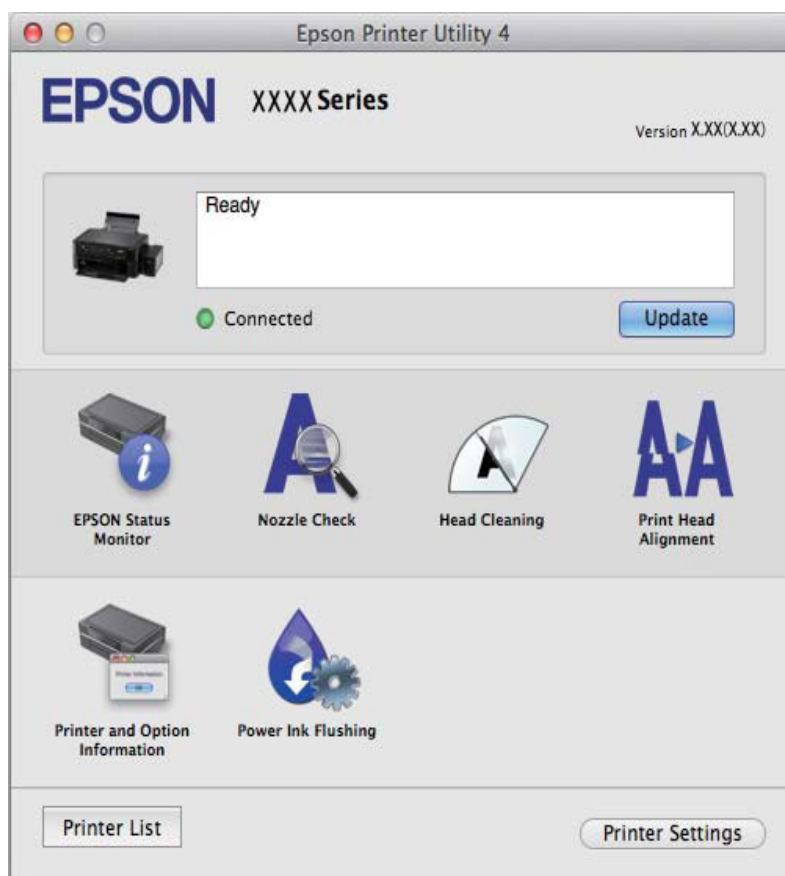 Epson Printer Utility 4
EPSON XXXX Series
Version X.XX(X.XX)
Ready
Connected
Update
EPSON Status
Monitor
Nozzle Check
Head Cleaning
Print Head
Alignment
Printer and Option
Information
Power Ink Flushing
Printer List
Printer Settings